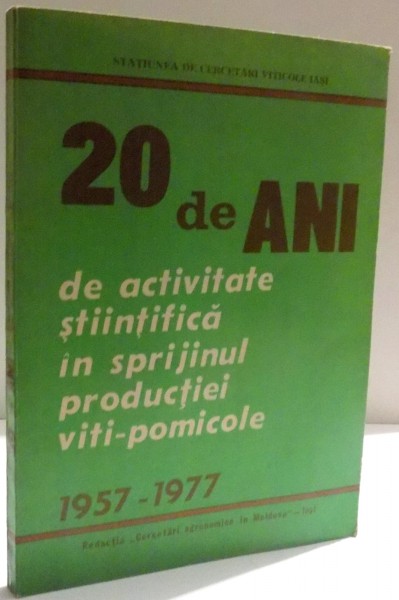 STAȚIUNEA DE CERCETĂRI VITICOLE IAȘI
20 de ANI
de activitate
științifică
în sprijinul
producției
viti-pomicole
1957-1977
Redacția „Cercetări agronomice în Moldova" – Iași